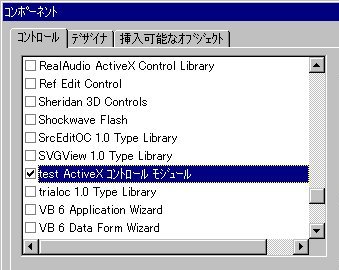 コンポーネント
コントロール デザイナ 挿入可能なオブジェクト
RealAudio ActiveX Control Library
Ref Edit Control
Sheridan 3D Controls
Shockwave Flash
SrcEditOC 1.0 Type Library
SVGView 1.0 Type Library
test ActiveX コントロール モジュール
trialoc 1.0 Type Library
VB 6 Application Wizard
VB 6 Data Form Wizard